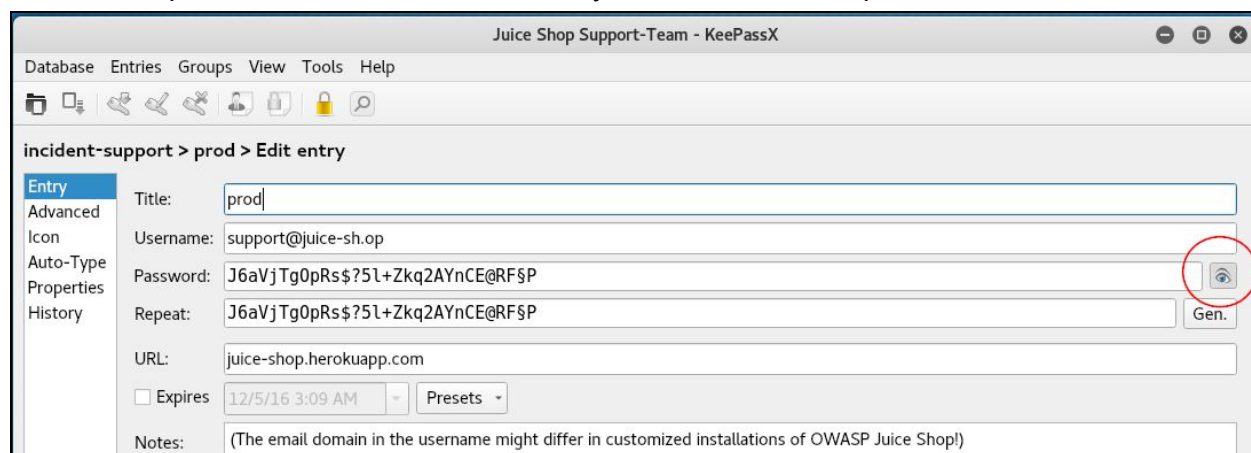 Juice Shop Support-Team - KeePassX
Database Entries Groups View Tools Help
incident-support > prod > Edit entry
Entry
Advanced
Icon
Auto-Type
Properties
History
Title: prod
Username: support@juice-sh.op
Password: J6aVjTgOpRs$?5l+Zkq2AYnCE@RF§P
Repeat: J6aVjTgOpRs$?5l+Zkq2AYnCE@RF§P
Gen.
URL: juice-shop.herokuapp.com
Expires 12/5/16 3:09 AM Presets
Notes: (The email domain in the username might differ in customized installations of OWASP Juice Shop!)